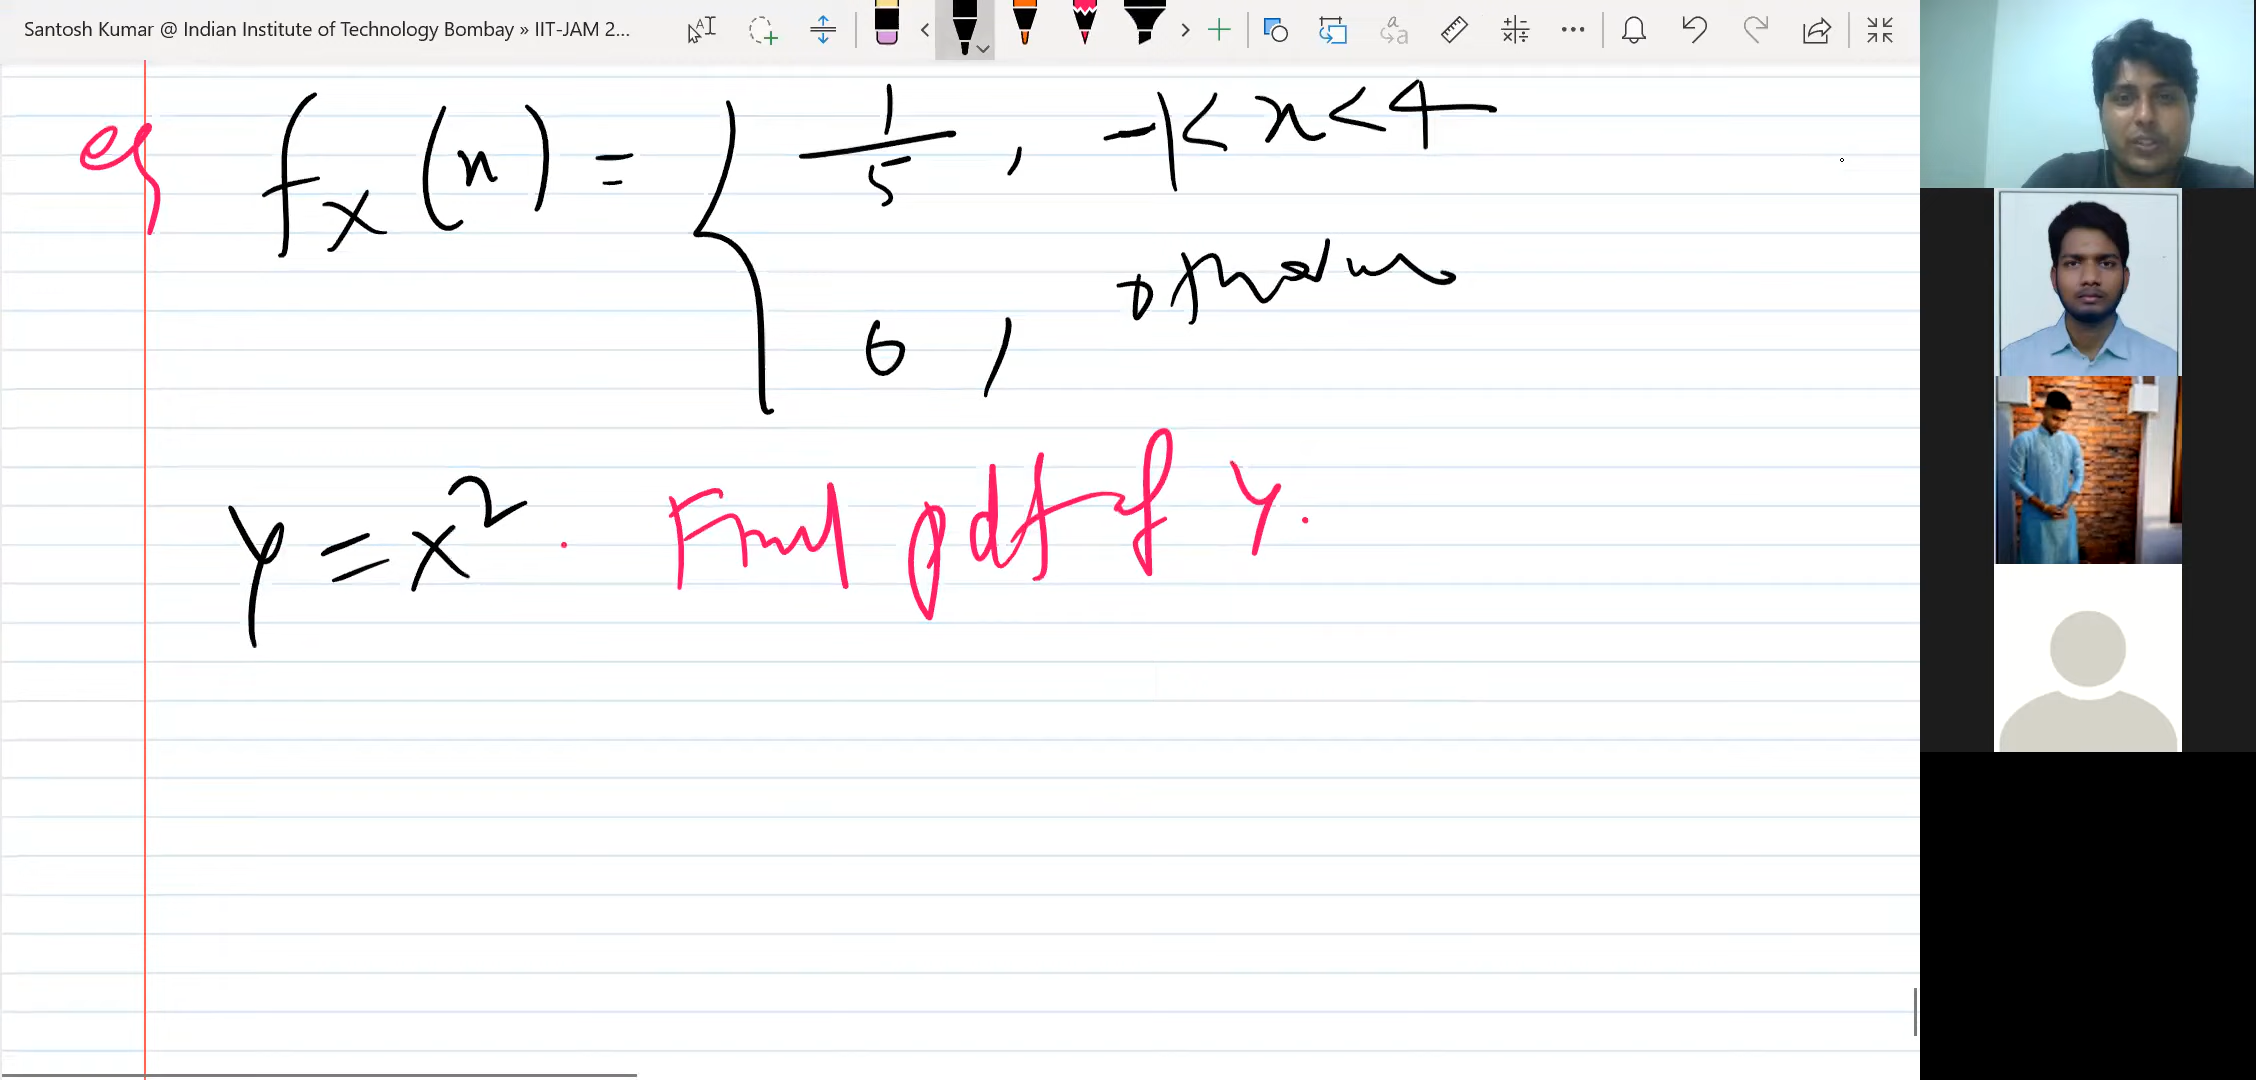 Santosh Kumar @ Indian Institute of Technology Bombay » IIT-JAM 2...
eg f_X(x) = { 1/5 , -1 < x < 4
0 , otherwise
Y = X² . Find pdf of Y.